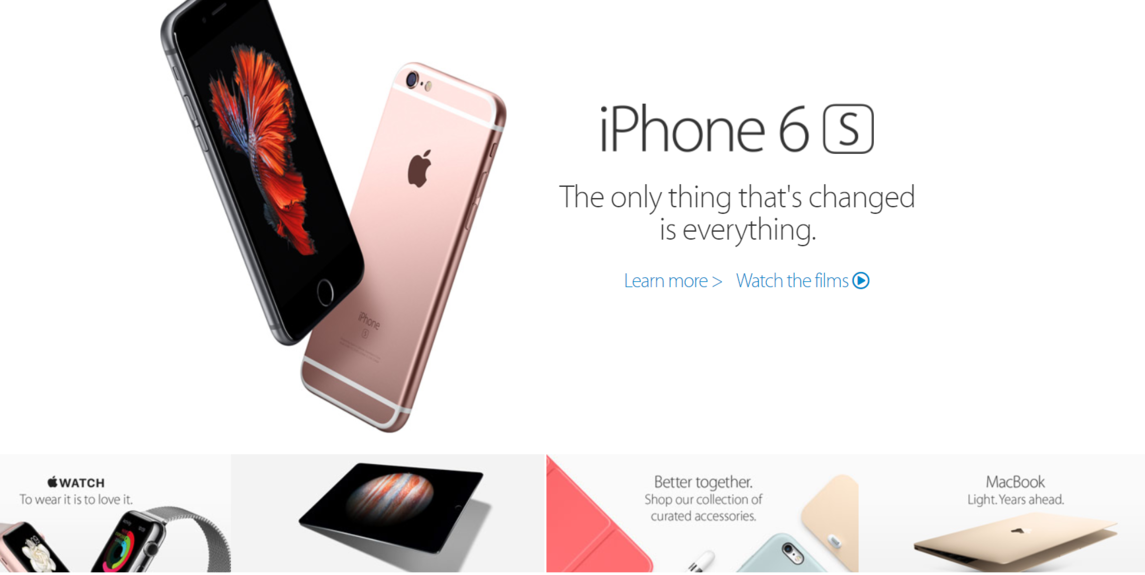 iPhone 6 S
The only thing that's changed
is everything.
Learn more > Watch the films
iPhone
S
WATCH
To wear it is to love it.
Better together.
Shop our collection of
curated accessories.
MacBook
Light. Years ahead.